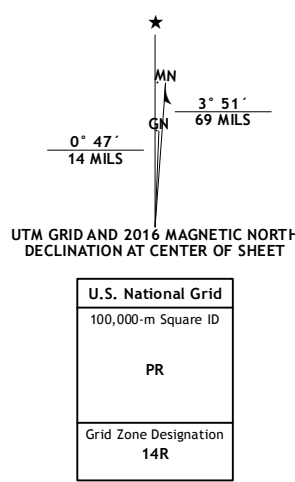 ★
MN
GN
3° 51´
69 MILS
0° 47´
14 MILS
UTM GRID AND 2016 MAGNETIC NORTH
DECLINATION AT CENTER OF SHEET
U.S. National Grid
100,000-m Square ID
PR
Grid Zone Designation
14R